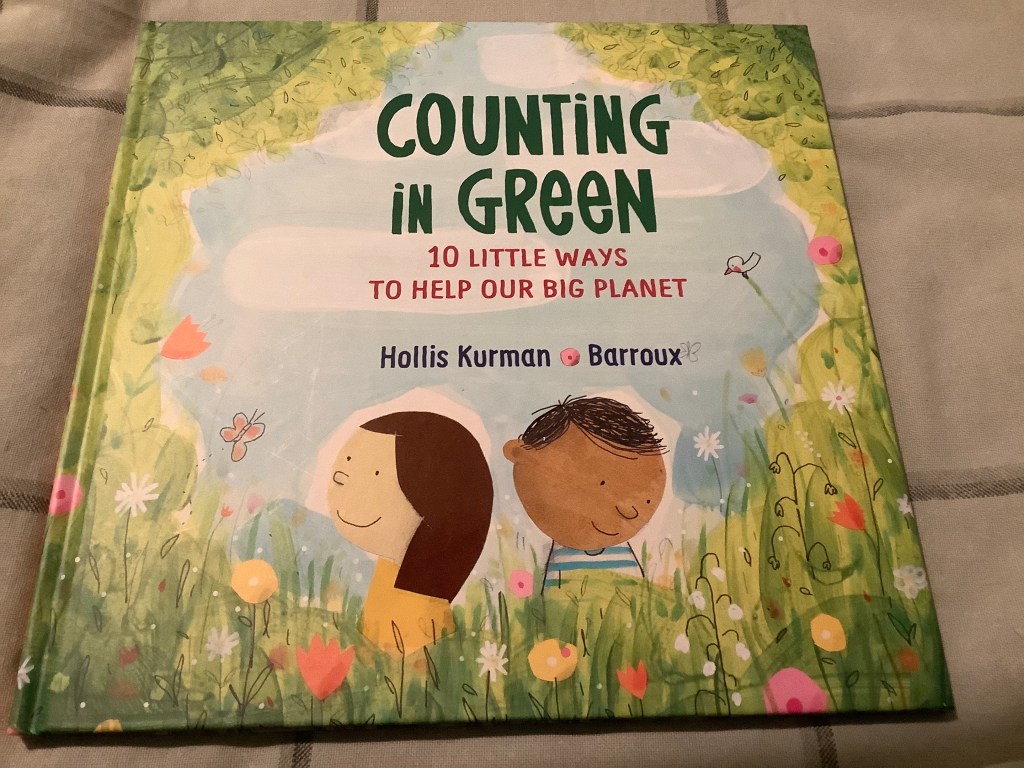 COUNTiNG
iN GReeN
10 LITTLE WAYS
TO HELP OUR BIG PLANET
Hollis Kurman Barroux